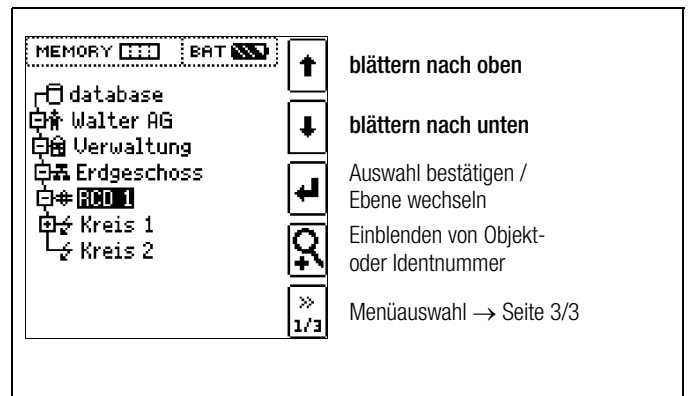 MEMORY BAT
database
Walter AG
Verwaltung
Erdgeschoss
RCD 1
Kreis 1
Kreis 2
blättern nach oben
blättern nach unten
Auswahl bestätigen /
Ebene wechseln
Einblenden von Objekt-
oder Identnummer
»
1/3
Menüauswahl → Seite 3/3